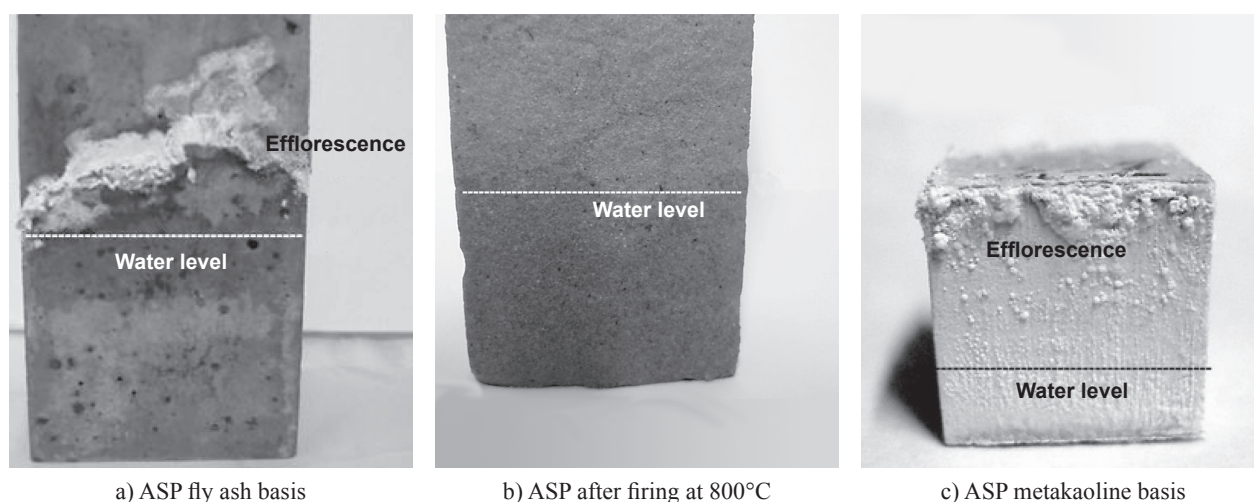 Efflorescence
Water level
a) ASP fly ash basis
Water level
b) ASP after firing at 800°C
Efflorescence
Water level
c) ASP metakaoline basis